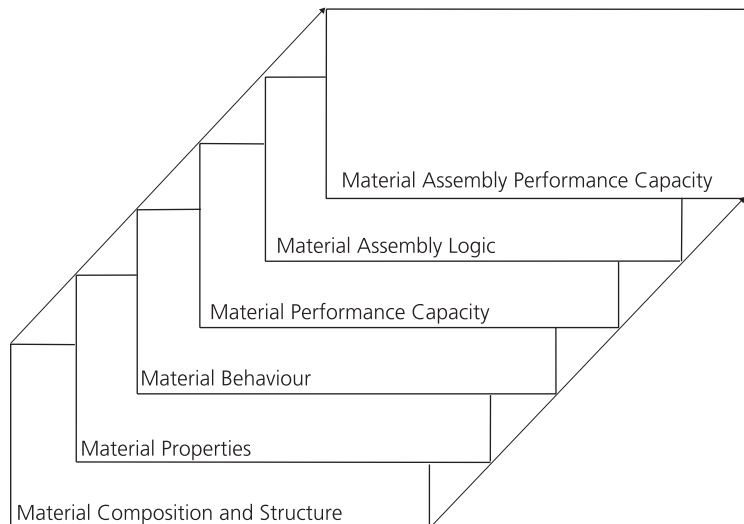 Material Assembly Performance Capacity
Material Assembly Logic
Material Performance Capacity
Material Behaviour
Material Properties
Material Composition and Structure